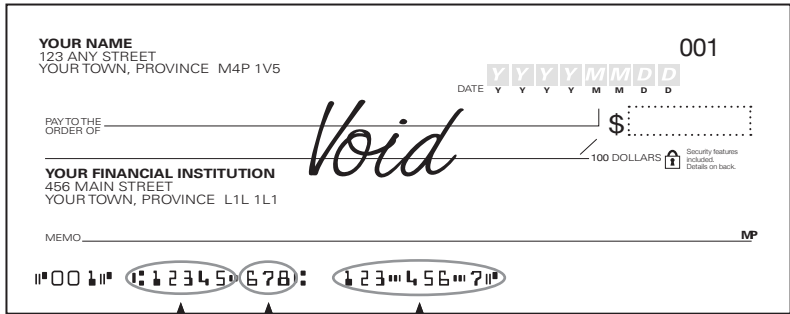 YOUR NAME
001
123 ANY STREET
YOUR TOWN, PROVINCE M4P 1V5
Y Y Y Y M M D D
DATE Y Y Y Y M M D D
PAY TO THE
ORDER OF
$
Void
100 DOLLARS
Security features
included.
Details on back.
YOUR FINANCIAL INSTITUTION
456 MAIN STREET
YOUR TOWN, PROVINCE L1L 1L1
MEMO
MP
⑈001⑈ ⑆12345⑉678⑆ 123⑉456⑉7⑈